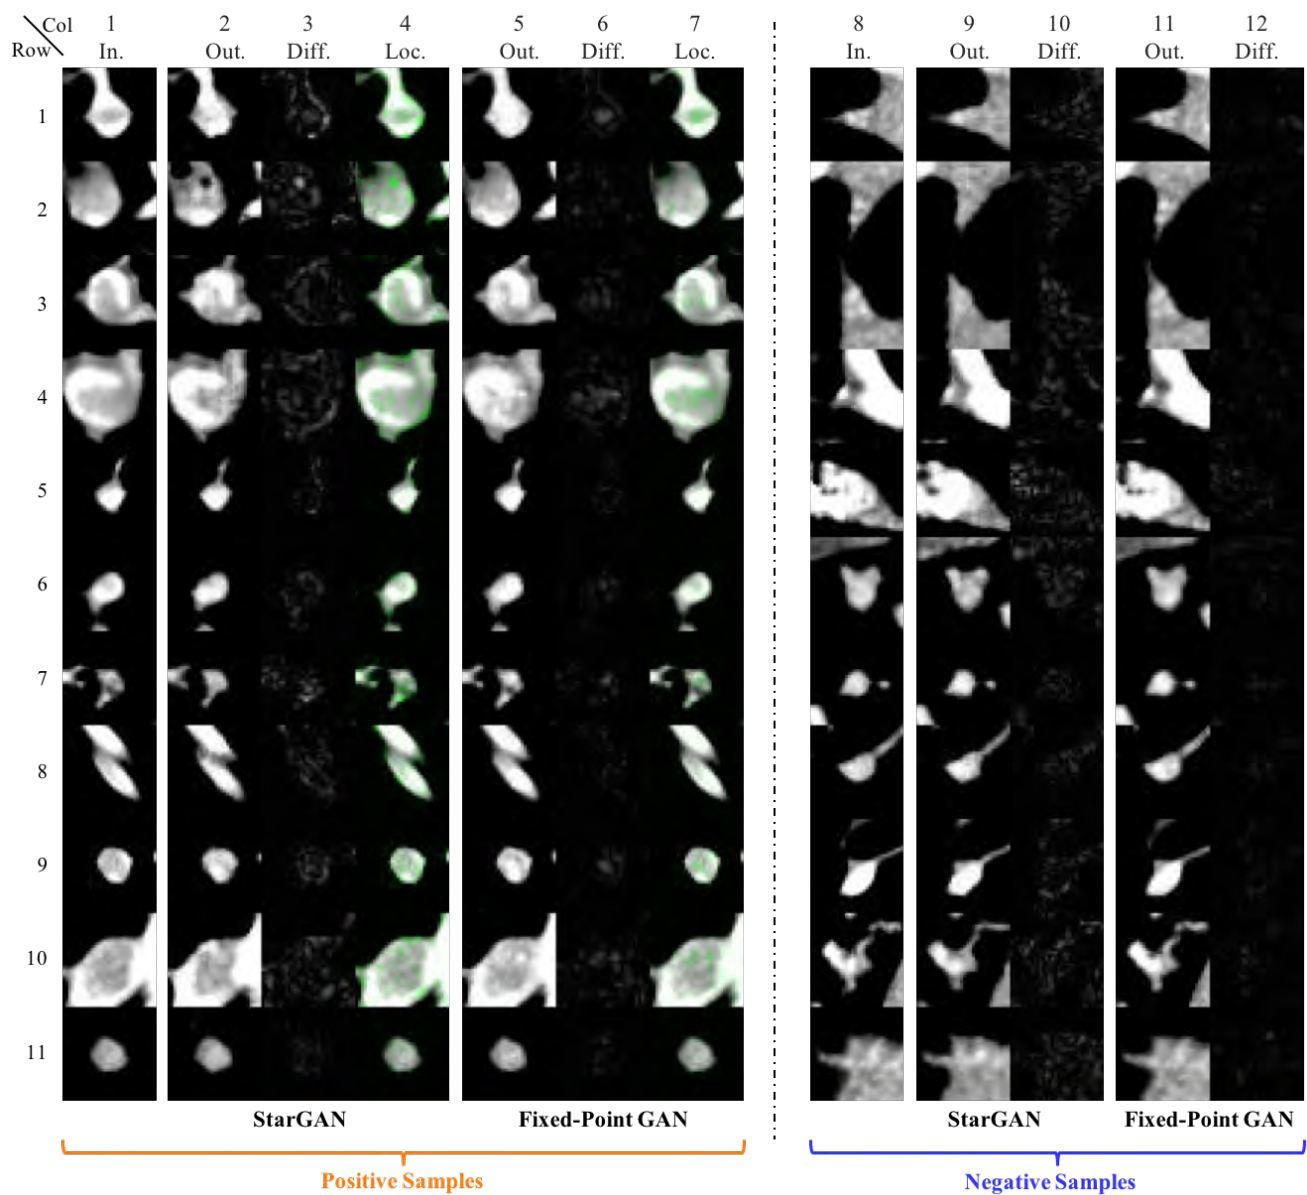 Col 1 2 3 4 5 6 7 8 9 10 11 12
Row In. Out. Diff. Loc. Out. Diff. Loc. In. Out. Diff. Out. Diff.
1
2
3
4
5
6
7
8
9
10
11
StarGAN Fixed-Point GAN StarGAN Fixed-Point GAN
Positive Samples Negative Samples